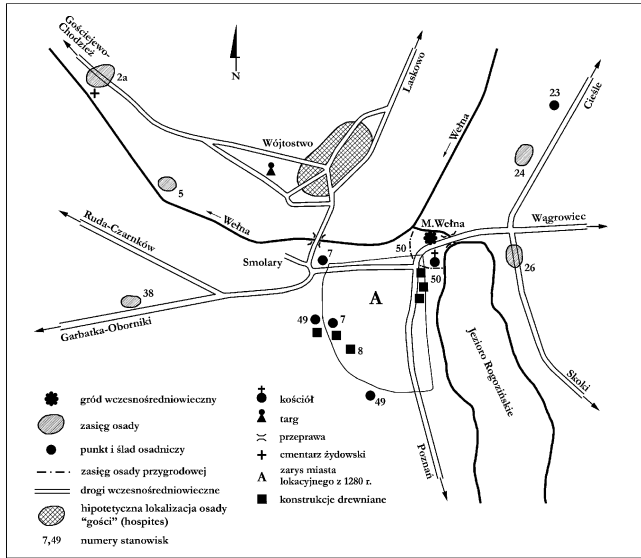 Gościejewo-
Chodzież
2a
N
Laskowo
Cieśle
23
Wełna
Wójtostwo
24
5
Wełna
M.Wełna
Wągrowiec
Ruda-Czarnków
50
7
Smolary
50
26
38
A
Garbatka-Oborniki
49
7
8
Jezioro Rogozińskie
49
Skoki
Poznań
gród wczesnośredniowieczny
zasięg osady
punkt i ślad osadniczy
zasięg osady przygrodowej
drogi wczesnośredniowieczne
hipotetyczna lokalizacja osady
"gości" (hospites)
7,49 numery stanowisk
kościół
targ
przeprawa
cmentarz żydowski
A zarys miasta
lokacyjnego z 1280 r.
konstrukcje drewniane